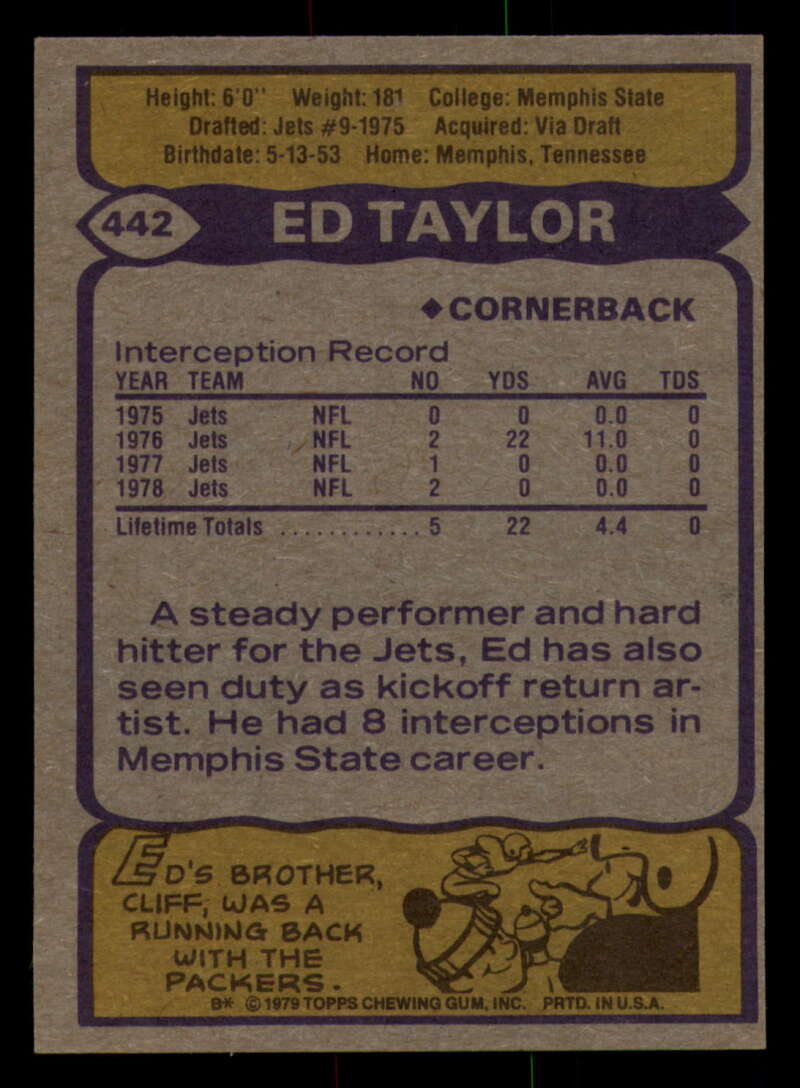 Height: 6'0" Weight: 181 College: Memphis State
Drafted: Jets #9-1975 Acquired: Via Draft
Birthdate: 5-13-53 Home: Memphis, Tennessee
442 ED TAYLOR
◆CORNERBACK
Interception Record
YEAR TEAM NO YDS AVG TDS
1975 Jets NFL 0 0 0.0 0
1976 Jets NFL 2 22 11.0 0
1977 Jets NFL 1 0 0.0 0
1978 Jets NFL 2 0 0.0 0
Lifetime Totals ............ 5 22 4.4 0
A steady performer and hard
hitter for the Jets, Ed has also
seen duty as kickoff return ar-
tist. He had 8 interceptions in
Memphis State career.
ED'S BROTHER,
CLIFF, WAS A
RUNNING BACK
WITH THE
PACKERS.
B* © 1979 TOPPS CHEWING GUM, INC. PRTD. IN U.S.A.